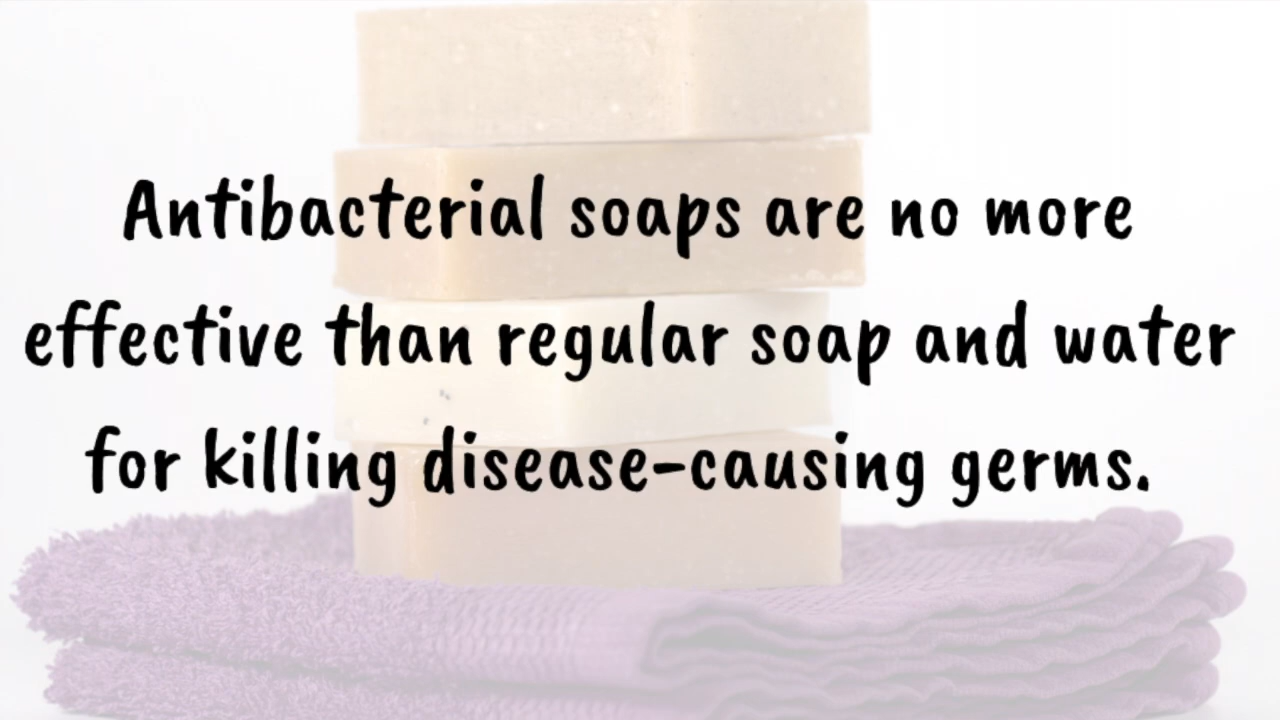 Antibacterial soaps are no more
effective than regular soap and water
for killing disease-causing germs.